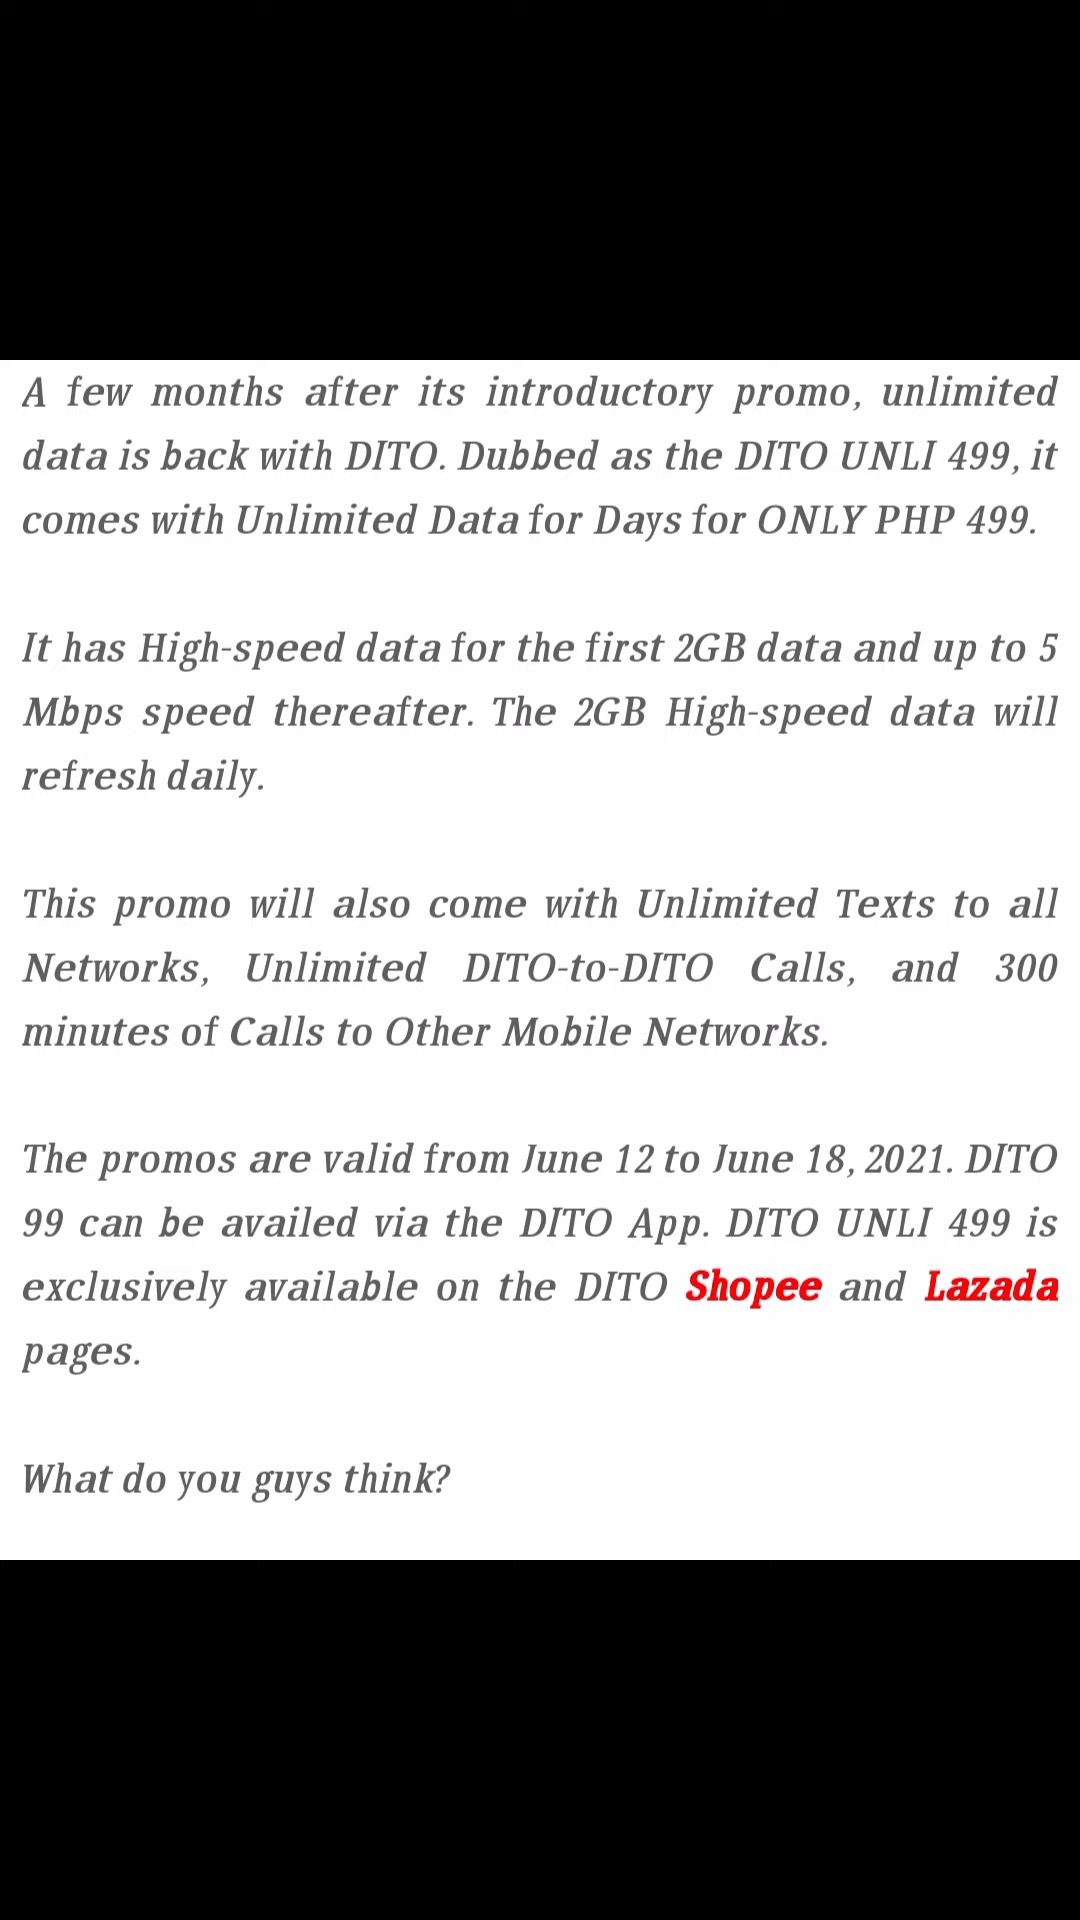 A few months after its introductory promo, unlimited
data is back with DITO. Dubbed as the DITO UNLI 499, it
comes with Unlimited Data for Days for ONLY PHP 499.
It has High-speed data for the first 2GB data and up to 5
Mbps speed thereafter. The 2GB High-speed data will
refresh daily.
This promo will also come with Unlimited Texts to all
Networks, Unlimited DITO-to-DITO Calls, and 300
minutes of Calls to Other Mobile Networks.
The promos are valid from June 12 to June 18, 2021. DITO
99 can be availed via the DITO App. DITO UNLI 499 is
exclusively available on the DITO Shopee and Lazada
pages.
What do you guys think?